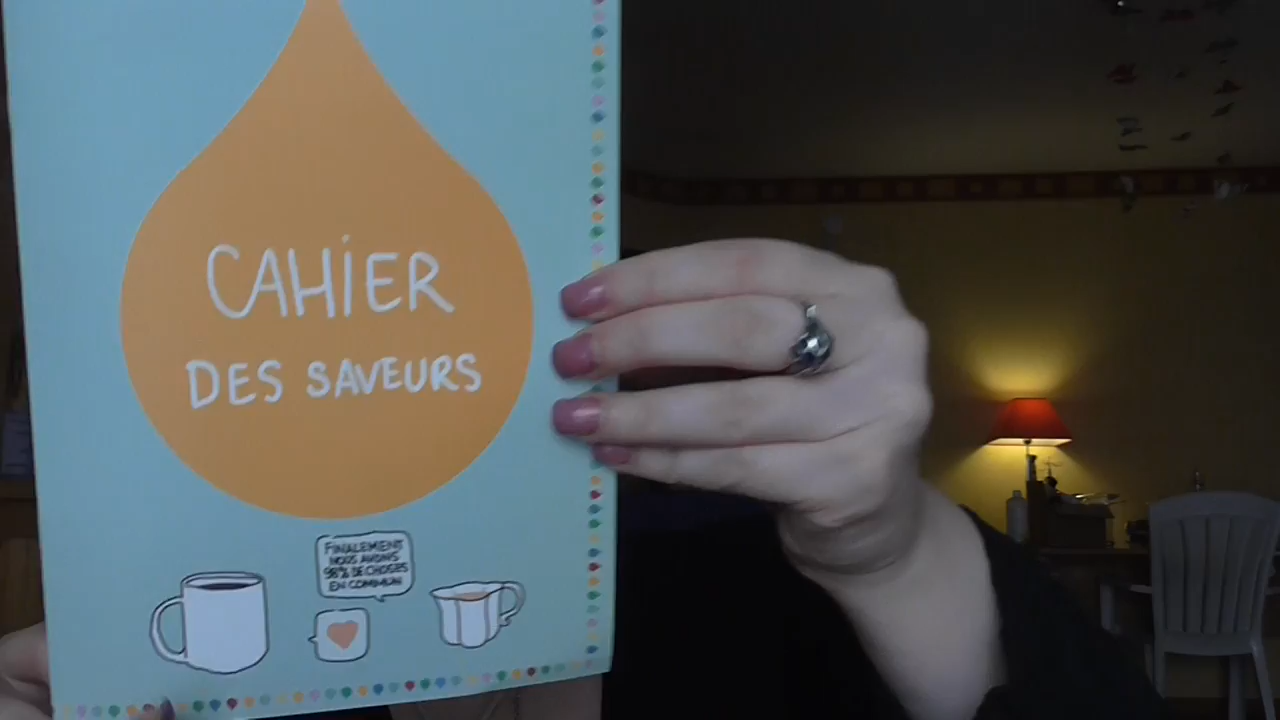 CAHIER
DES SAVEURS
FINALEMENT
NOUS AVONS
98% DE CHOSES
EN COMMUN